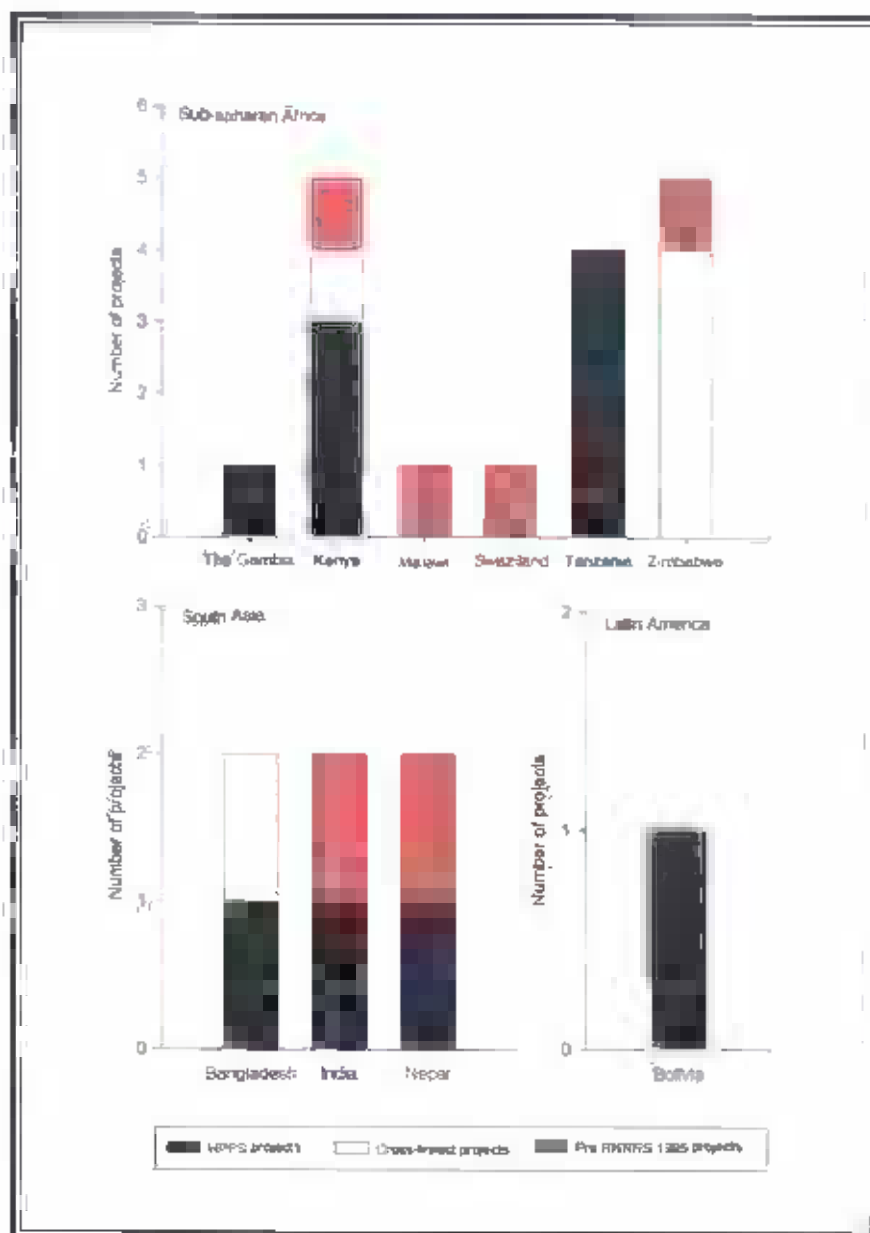 6
Sub-saharan Africa
5
4
Number of projects
3
2
1
0
The Gambia Kenya Malawi Swaziland Tanzania Zimbabwe
3
South Asia
2
Number of projects
1
0
Bangladesh India Nepal
2
Latin America
Number of projects
1
0
Bolivia
projects
projects
projects